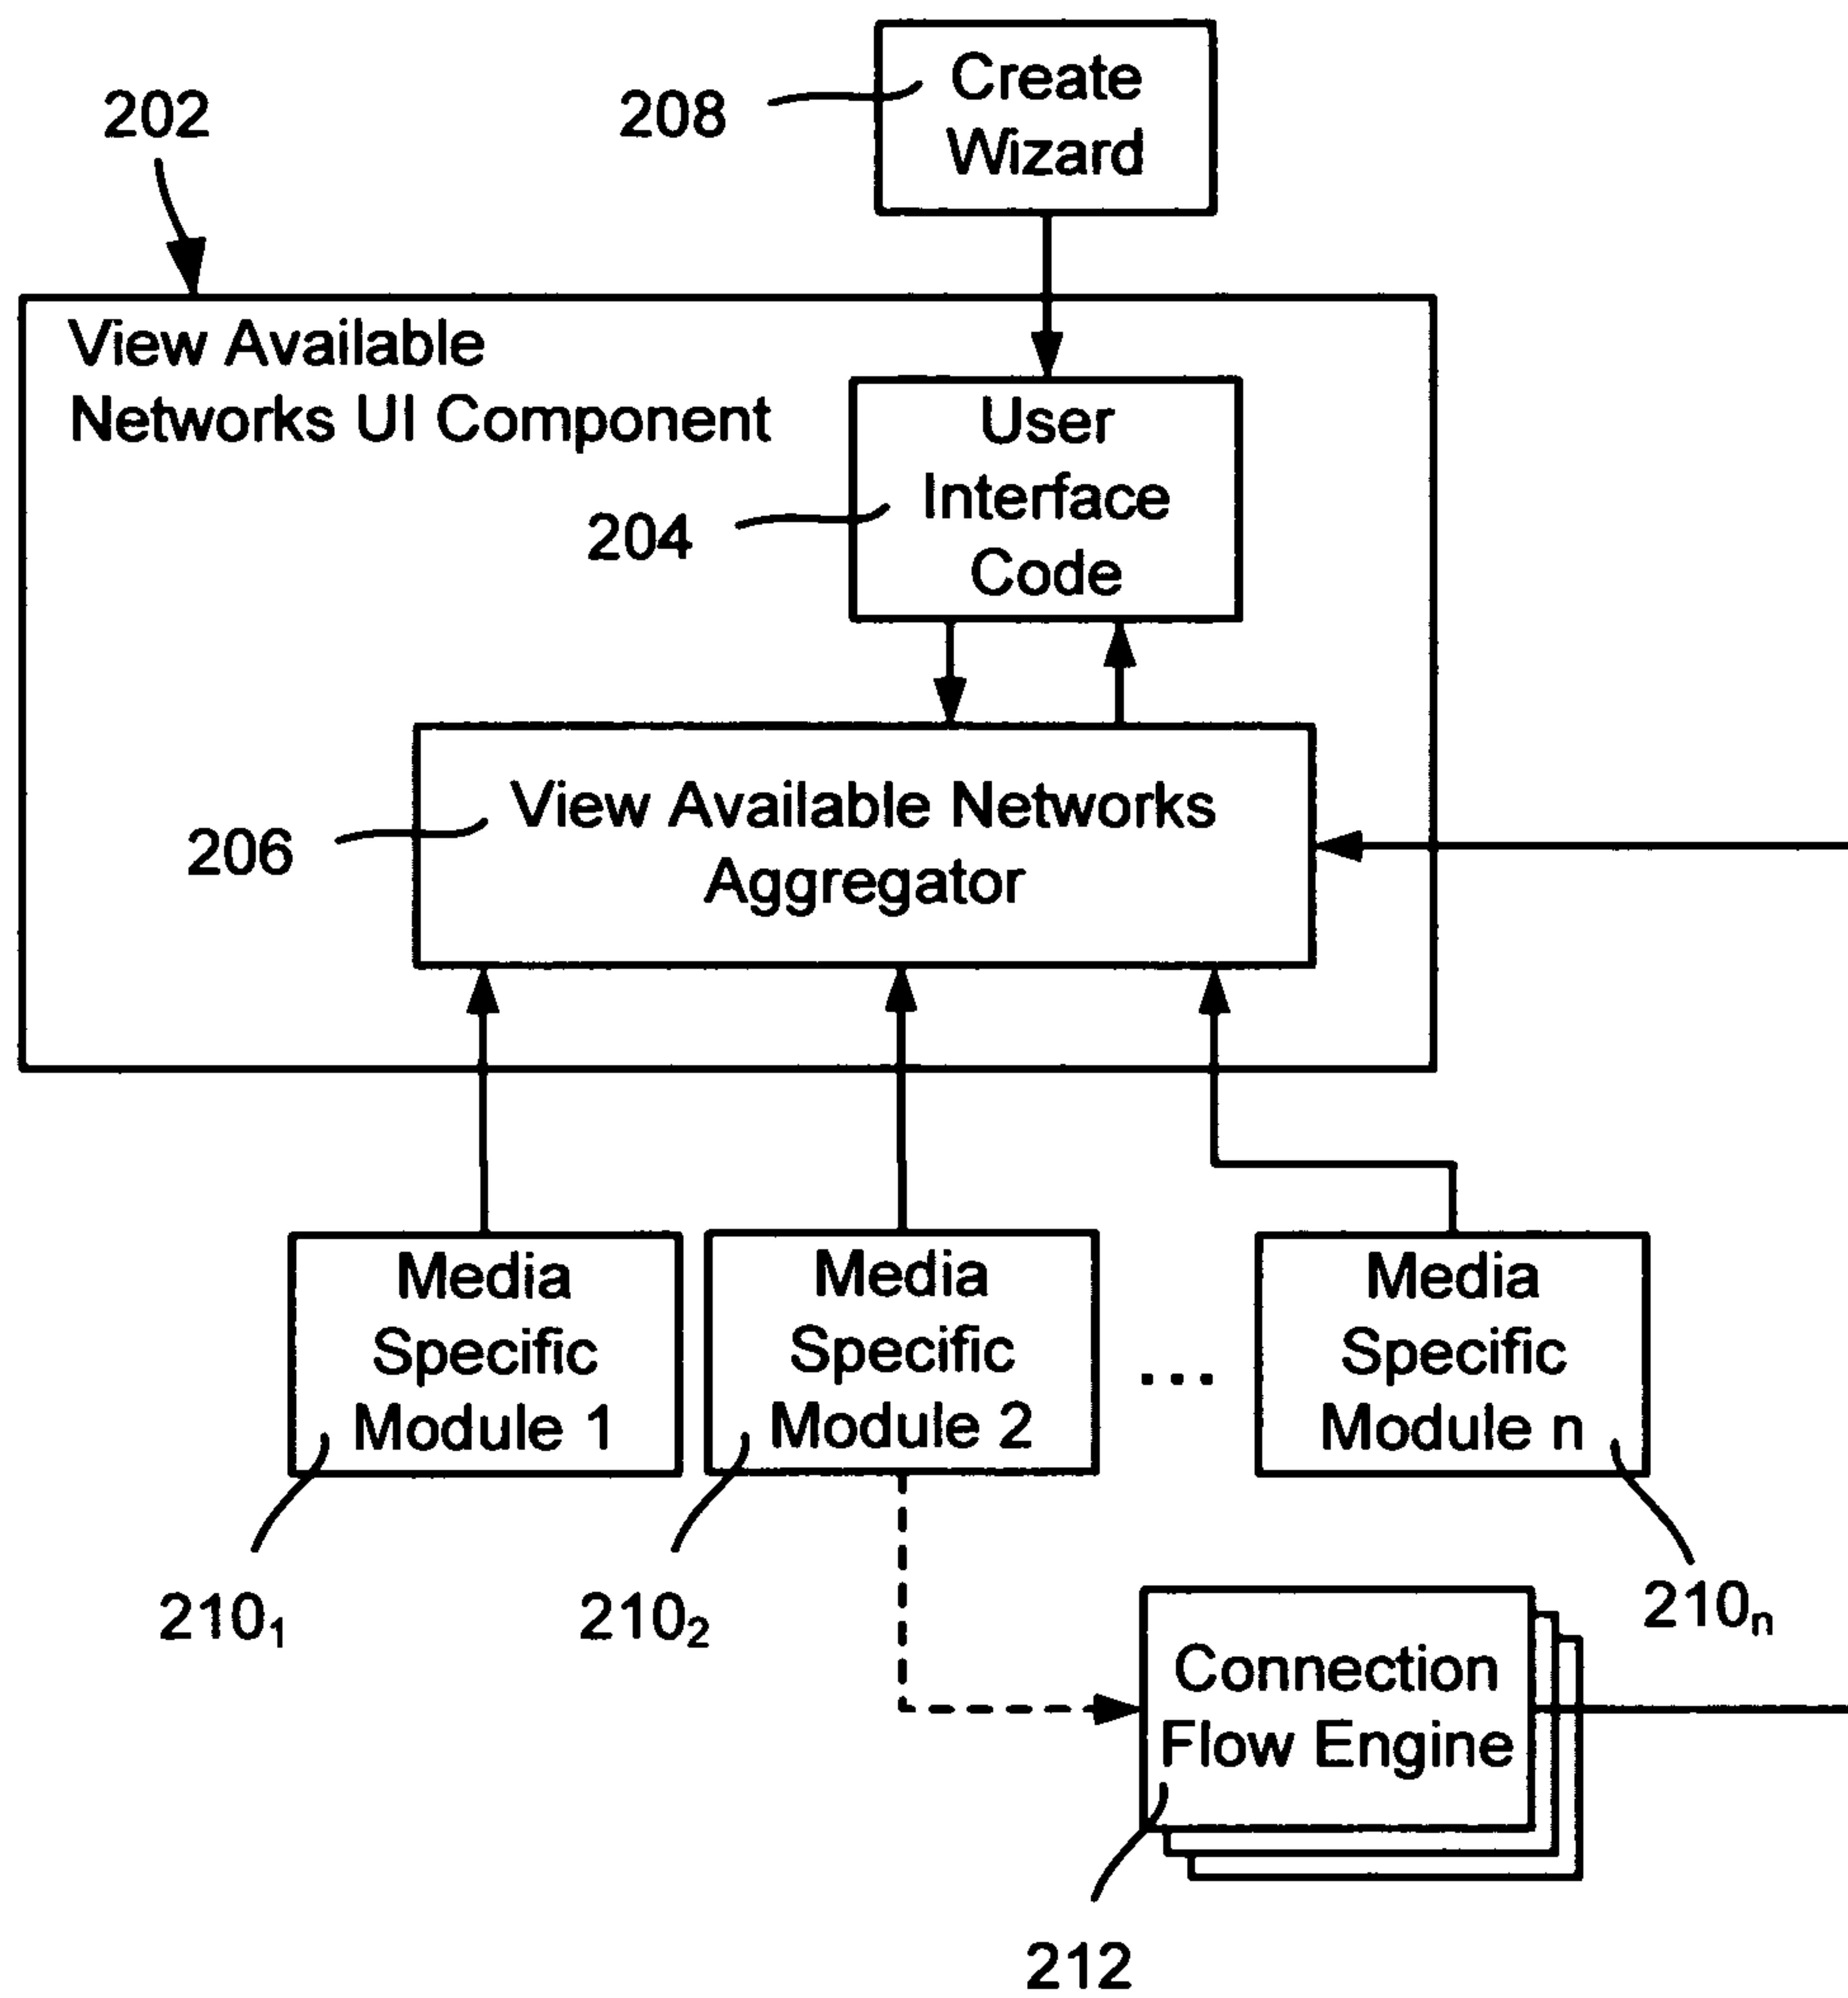 Create
Wizard
208
202
View Available
Networks UI Component
User
Interface
Code
204
View Available Networks
Aggregator
206
Media
Specific
Module 1
Media
Specific
Module 2
...
Media
Specific
Module n
210₁
210₂
210ₙ
Connection
Flow Engine
212